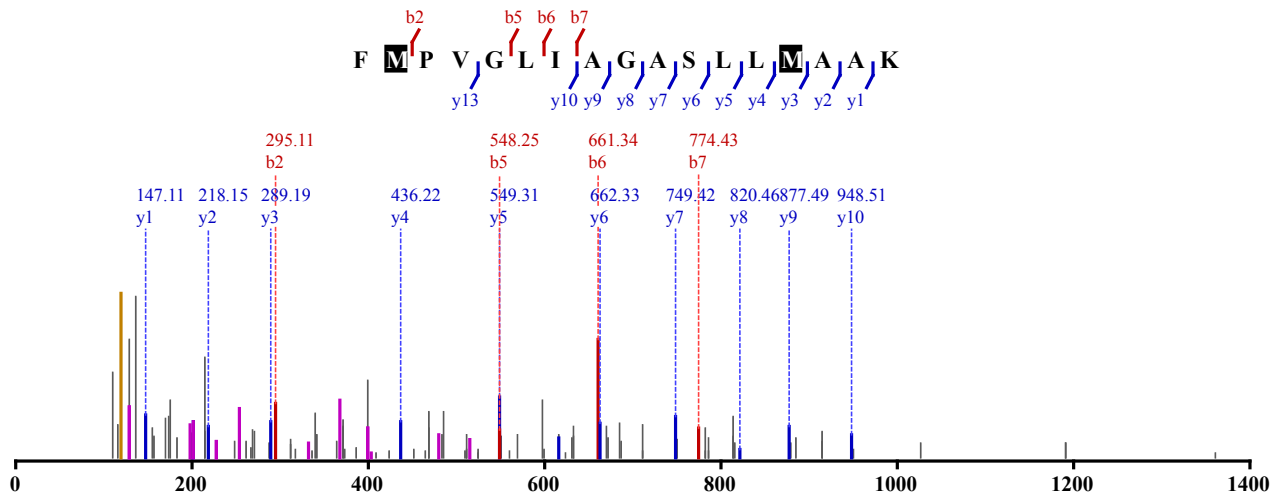 b2 b5 b6 b7
F M P V G L I A G A S L L M A A K
y13 y10 y9 y8 y7 y6 y5 y4 y3 y2 y1
295.11 548.25 661.34 774.43
b2 b5 b6 b7
147.11 218.15 289.19 436.22 549.31 662.33 749.42 820.46 877.49 948.51
y1 y2 y3 y4 y5 y6 y7 y8 y9 y10
0 200 400 600 800 1000 1200 1400